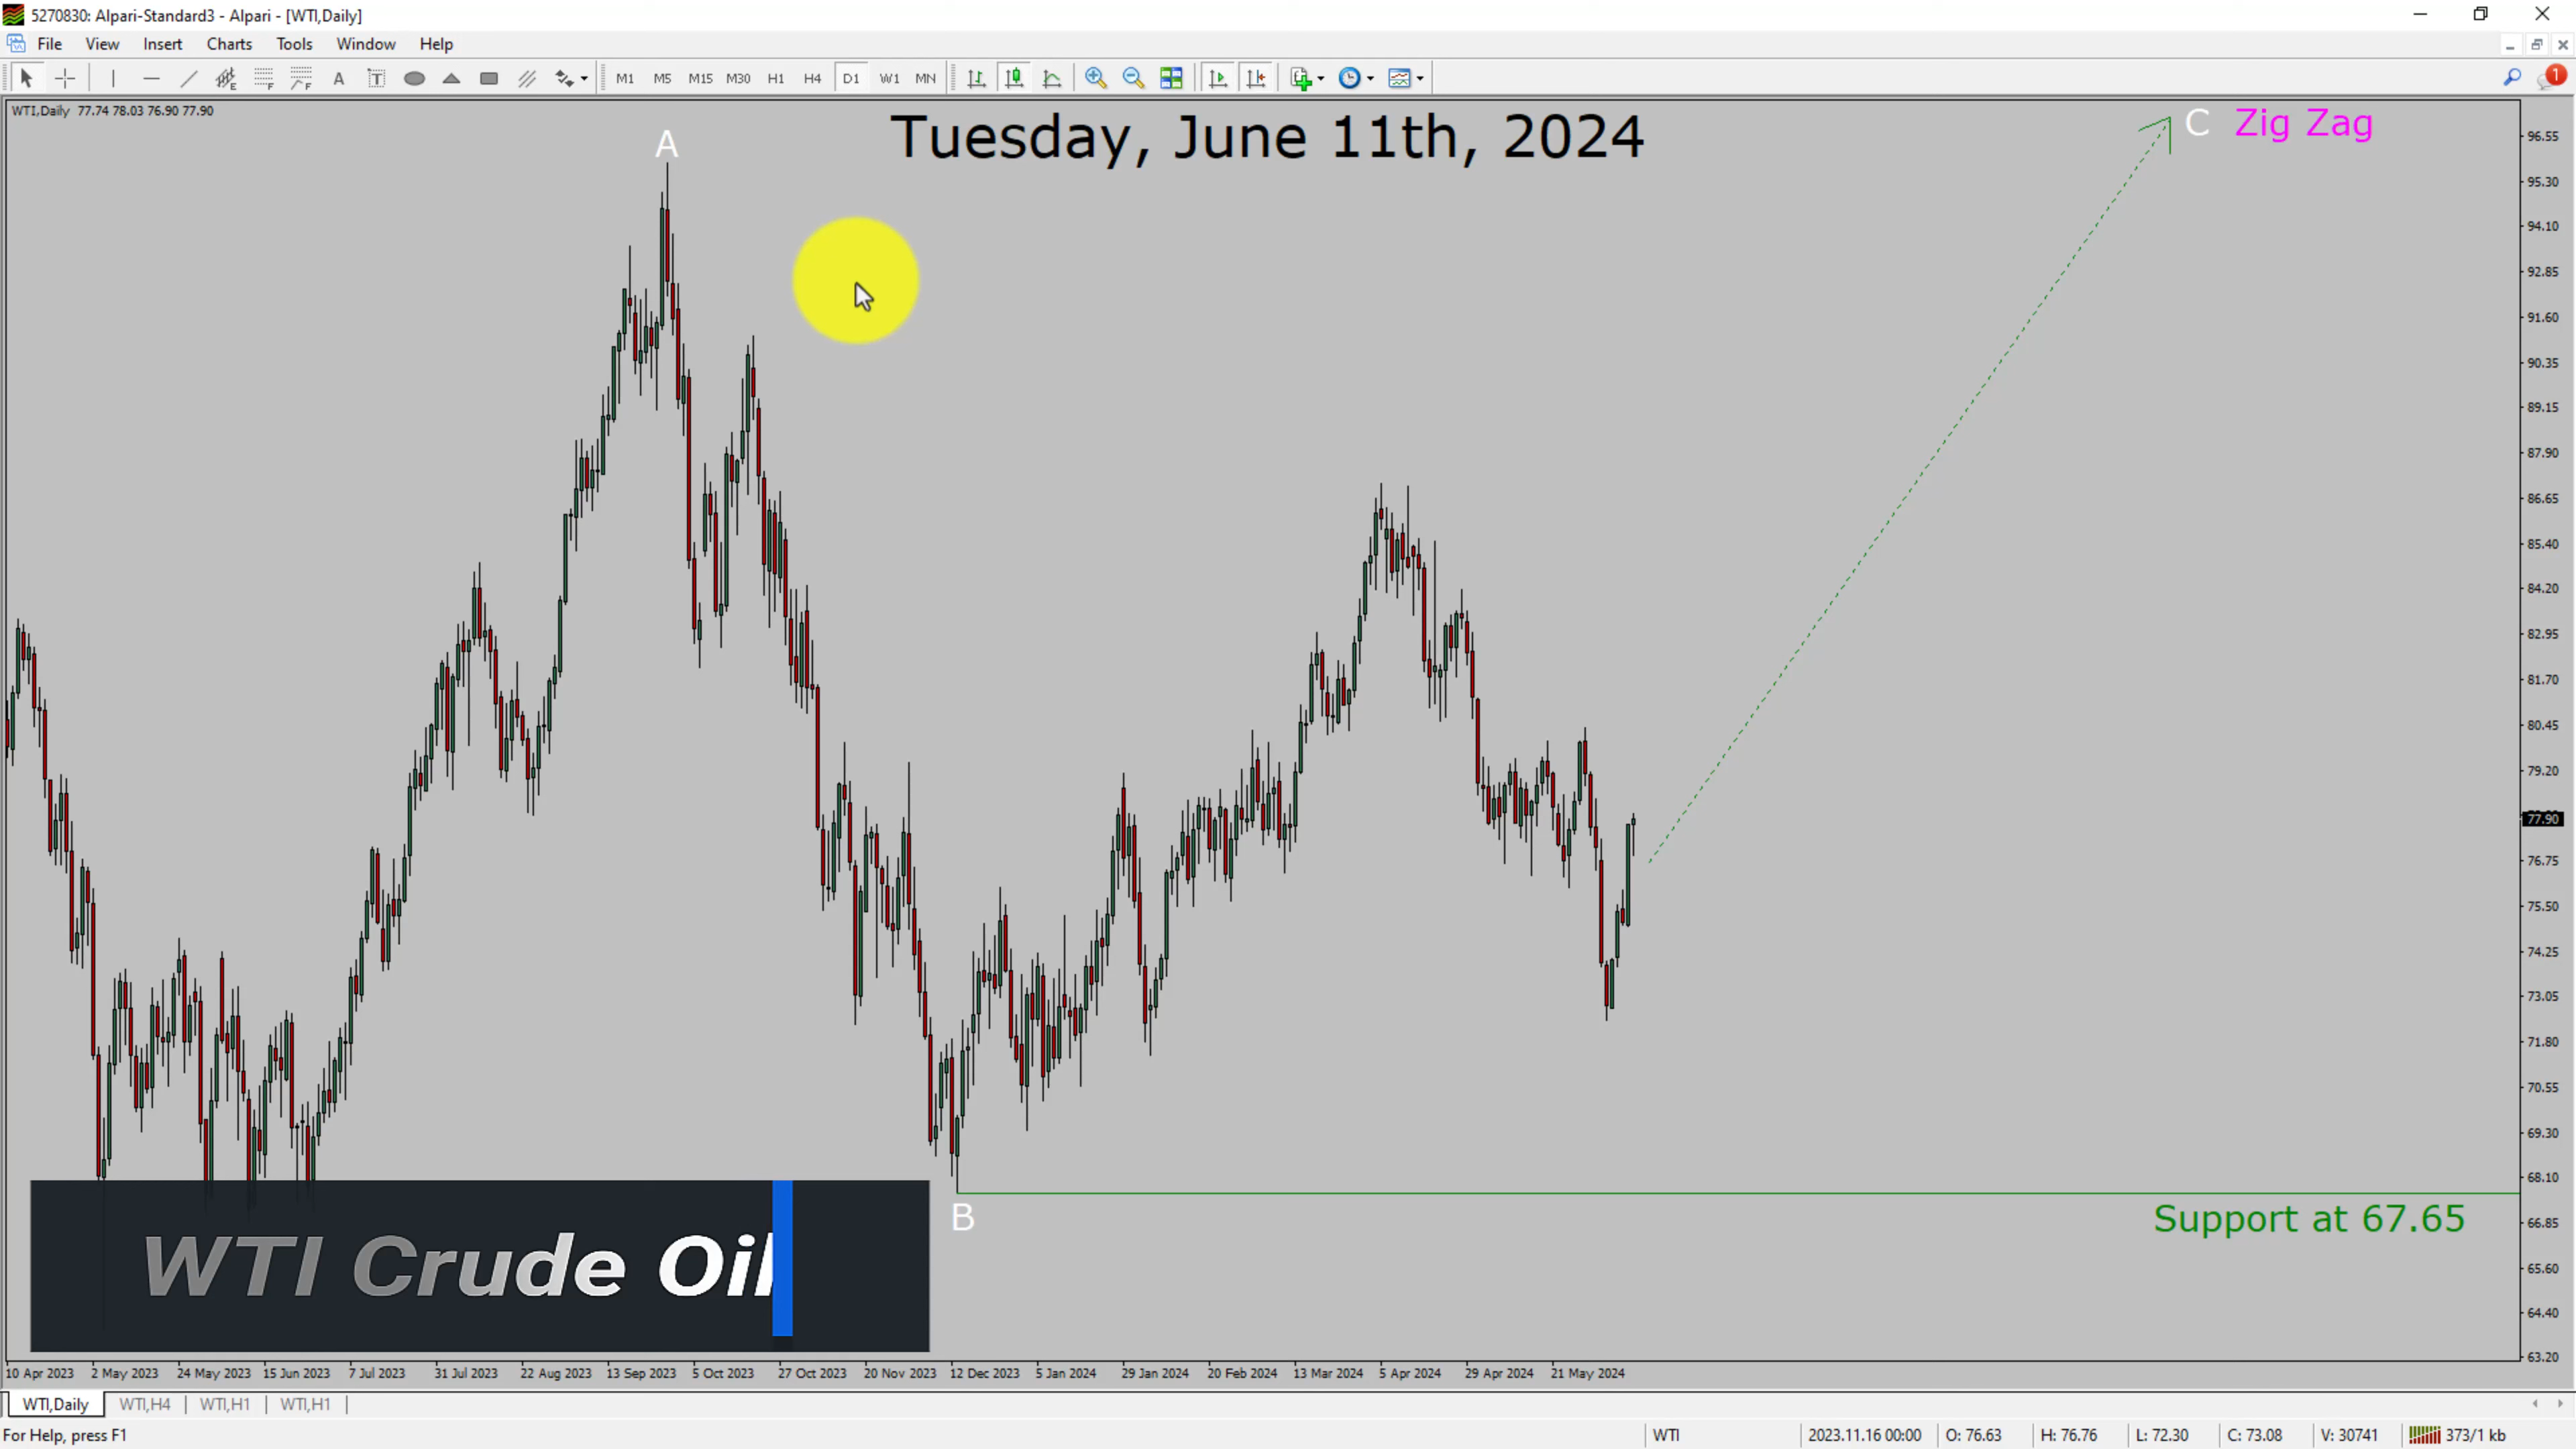 5270830: Alpari-Standard3 - Alpari - [WTI,Daily]
File View Insert Charts Tools Window Help
A T M1 M5 M15 M30 H1 H4 D1 W1 MN 1
WTI,Daily 77.74 78.03 76.90 77.90
Tuesday, June 11th, 2024
A
C Zig Zag
96.55
95.30
94.10
92.85
91.60
90.35
89.15
87.90
86.65
85.40
84.20
82.95
81.70
80.45
79.20
77.90
76.75
75.50
74.25
73.05
71.80
70.55
69.30
68.10
66.85
65.60
64.40
63.20
B
Support at 67.65
WTI Crude Oil
10 Apr 2023 2 May 2023 24 May 2023 15 Jun 2023 7 Jul 2023 31 Jul 2023 22 Aug 2023 13 Sep 2023 5 Oct 2023 27 Oct 2023 20 Nov 2023 12 Dec 2023 5 Jan 2024 29 Jan 2024 20 Feb 2024 13 Mar 2024 5 Apr 2024 29 Apr 2024 21 May 2024
WTI,Daily WTI,H4 WTI,H1 WTI,H1
For Help, press F1 WTI 2023.11.16 00:00 O: 76.63 H: 76.76 L: 72.30 C: 73.08 V: 30741 373/1 kb